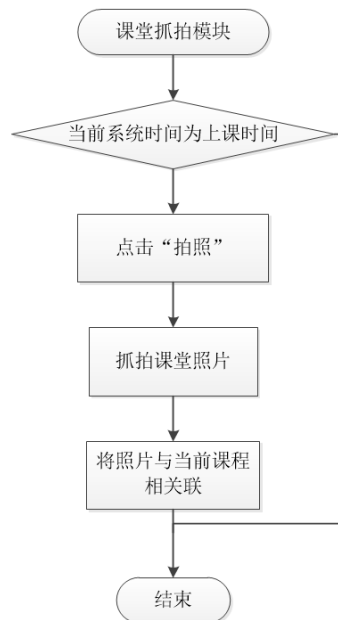 课堂抓拍模块
当前系统时间为上课时间
点击“拍照”
抓拍课堂照片
将照片与当前课程
相关联
结束